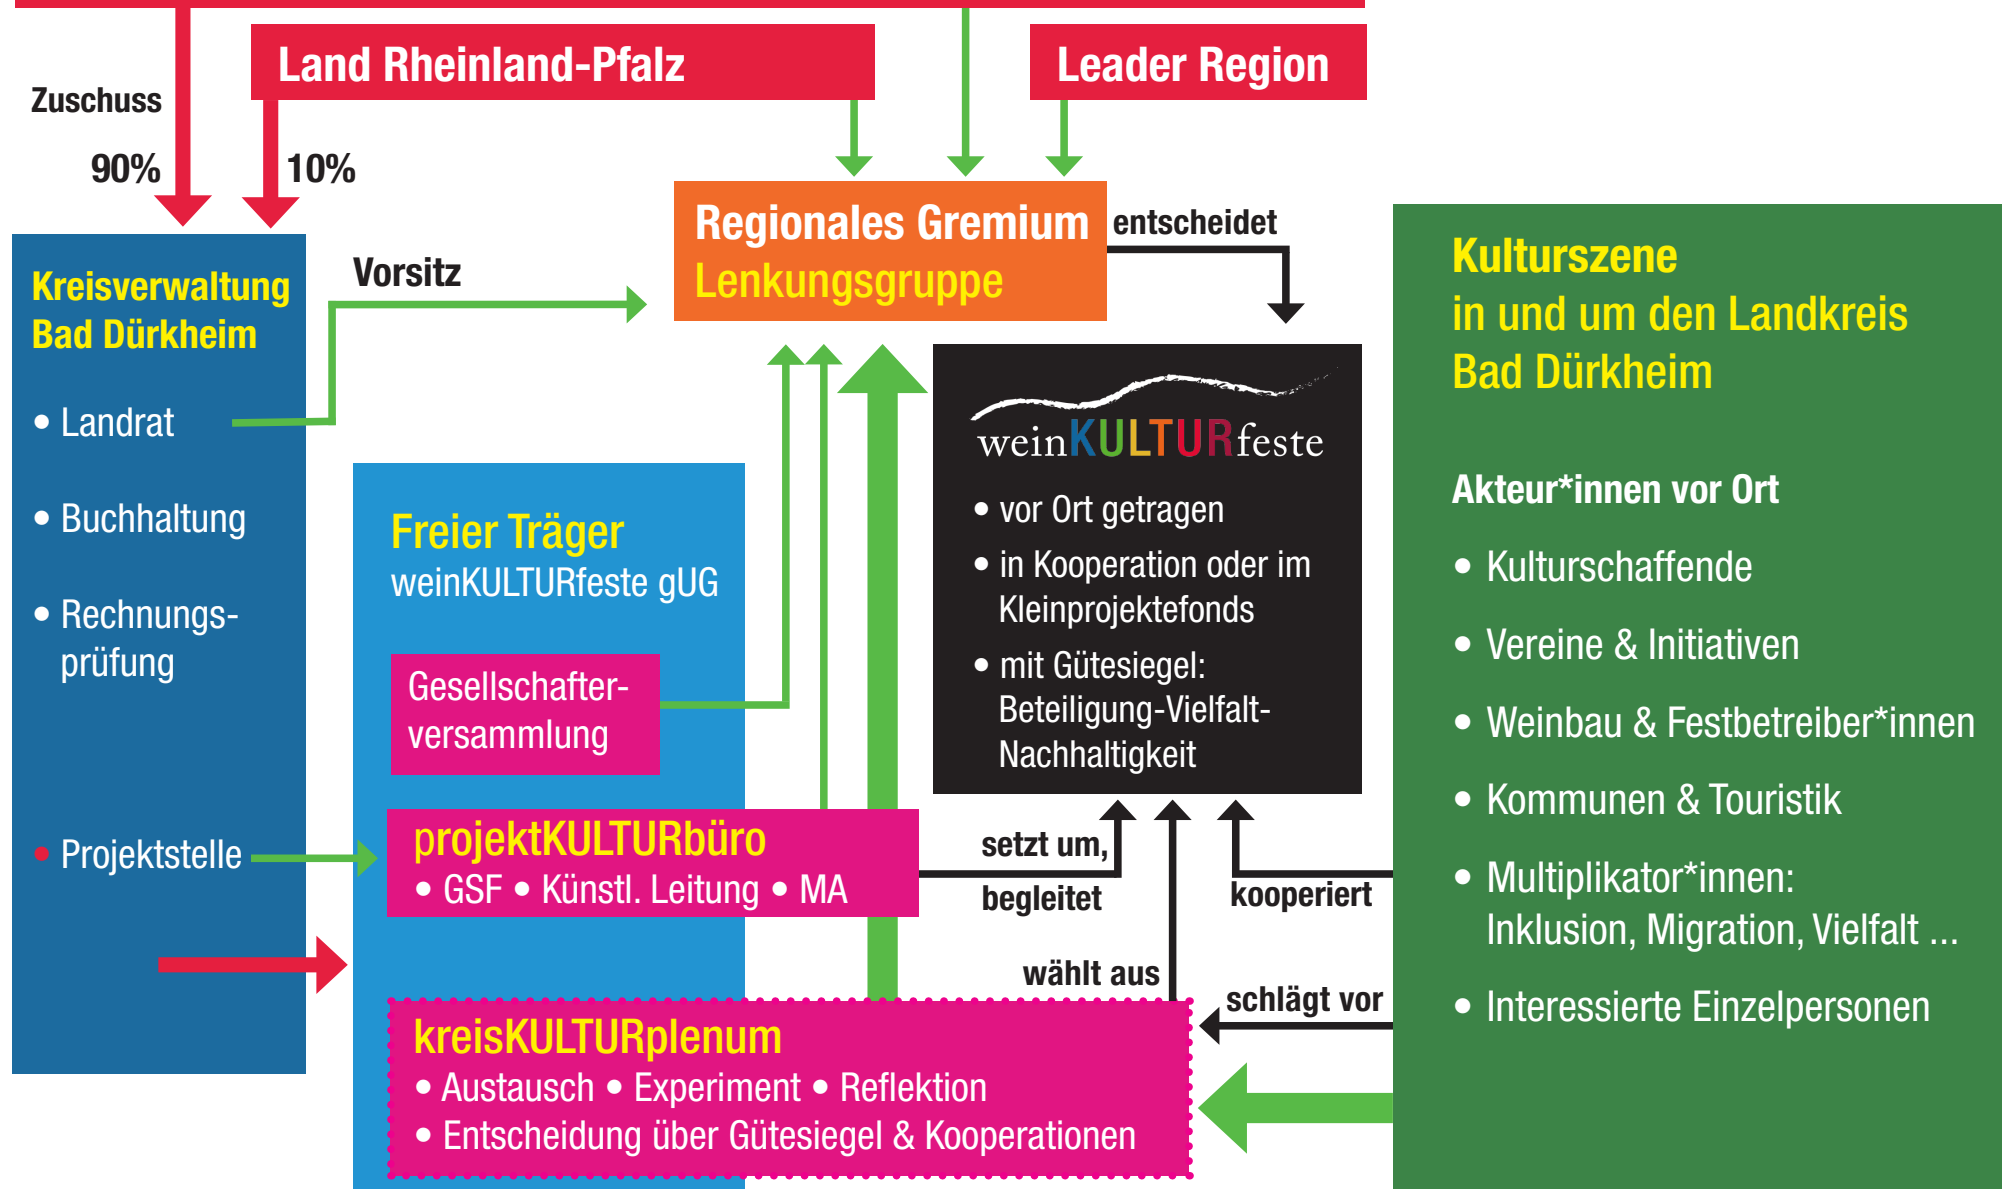 Land Rheinland-Pfalz
Leader Region
Zuschuss
90%
10%
Regionales Gremium
Lenkungsgruppe
entscheidet
Vorsitz
Kreisverwaltung
Bad Dürkheim
• Landrat
• Buchhaltung
• Rechnungs-
prüfung
• Projektstelle
Freier Träger
weinKULTURfeste gUG
Gesellschafter-
versammlung
projektKULTURbüro
• GSF • Künstl. Leitung • MA
kreisKULTURplenum
• Austausch • Experiment • Reflektion
• Entscheidung über Gütesiegel & Kooperationen
weinKULTURfeste
• vor Ort getragen
• in Kooperation oder im
Kleinprojektefonds
• mit Gütesiegel:
Beteiligung-Vielfalt-
Nachhaltigkeit
setzt um,
begleitet
kooperiert
wählt aus
schlägt vor
Kulturszene
in und um den Landkreis
Bad Dürkheim
Akteur*innen vor Ort
• Kulturschaffende
• Vereine & Initiativen
• Weinbau & Festbetreiber*innen
• Kommunen & Touristik
• Multiplikator*innen:
Inklusion, Migration, Vielfalt ...
• Interessierte Einzelpersonen